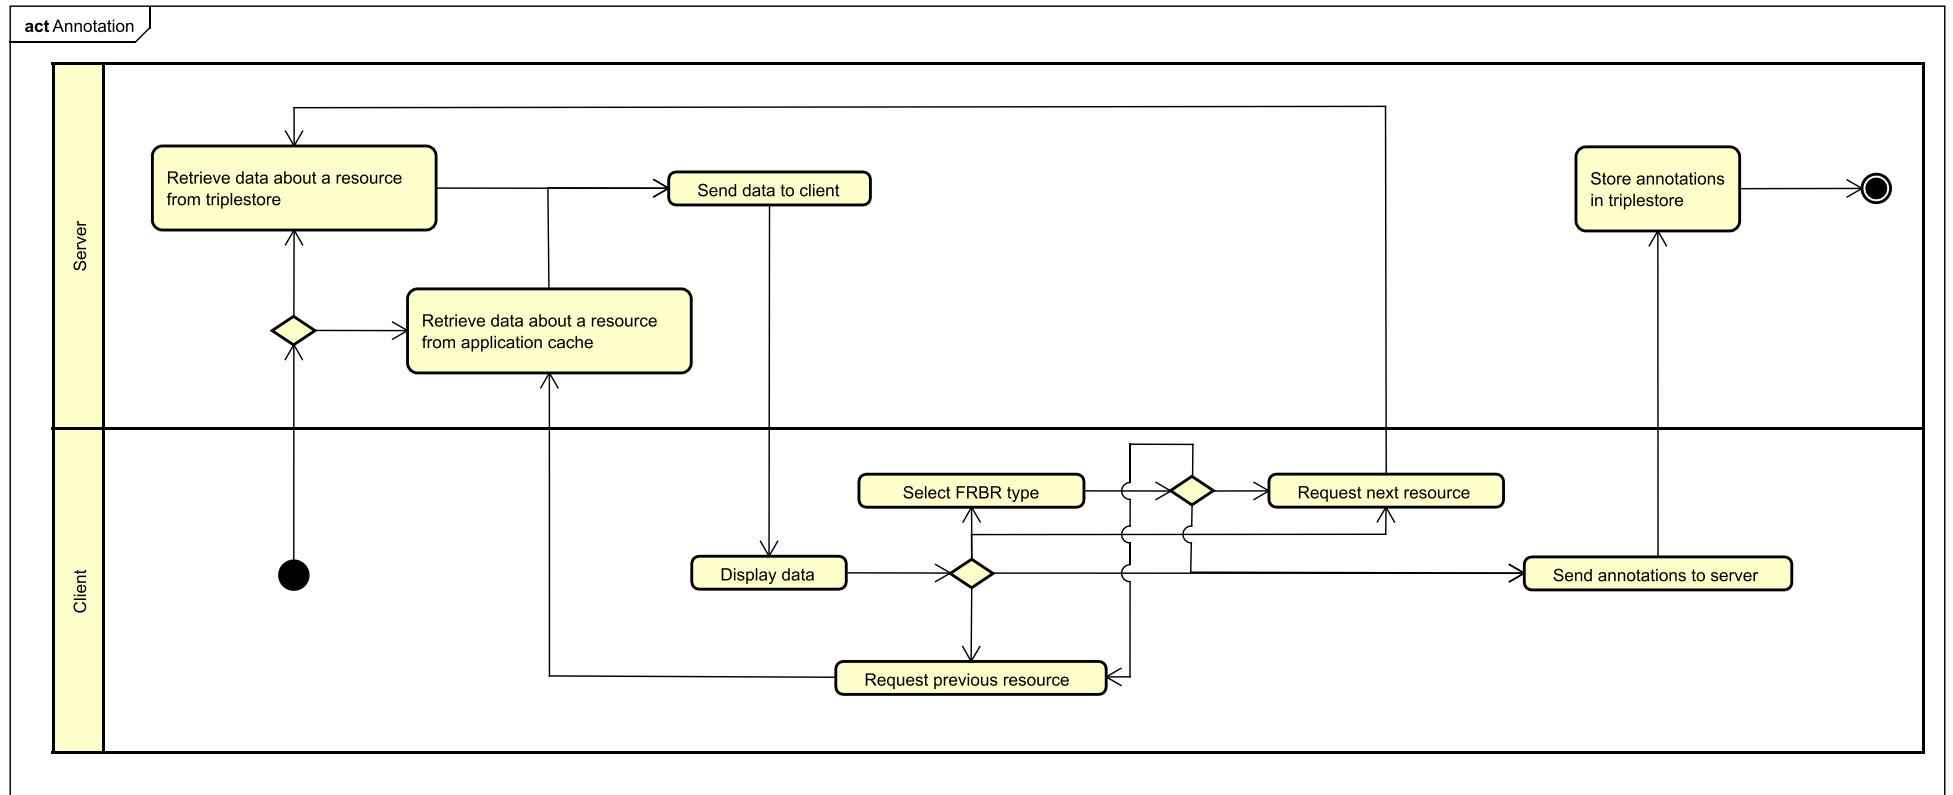 act Annotation
Server
Retrieve data about a resource
from triplestore
Send data to client
Store annotations
in triplestore
Retrieve data about a resource
from application cache
Client
Select FRBR type
Request next resource
Display data
Send annotations to server
Request previous resource